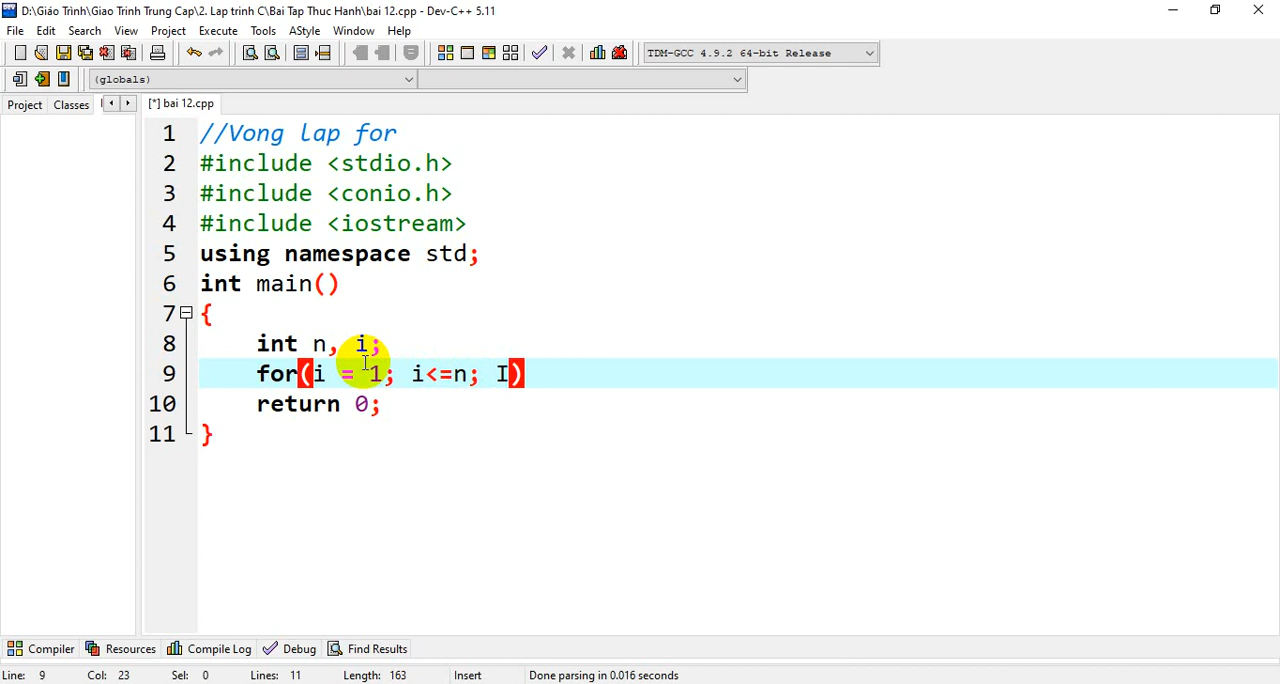 D:\Giáo Trình\Giao Trinh Trung Cap\2. Lap trinh C\Bai Tap Thuc Hanh\bai 12.cpp - Dev-C++ 5.11
File Edit Search View Project Execute Tools AStyle Window Help
TDM-GCC 4.9.2 64-bit Release
(globals)
Project Classes [*] bai 12.cpp
1 //Vong lap for
2 #include <stdio.h>
3 #include <conio.h>
4 #include <iostream>
5 using namespace std;
6 int main()
7 {
8 int n, i;
9 for(i = 1; i<=n; I)
10 return 0;
11 }
Compiler Resources Compile Log Debug Find Results
Line: 9 Col: 23 Sel: 0 Lines: 11 Length: 163 Insert Done parsing in 0.016 seconds